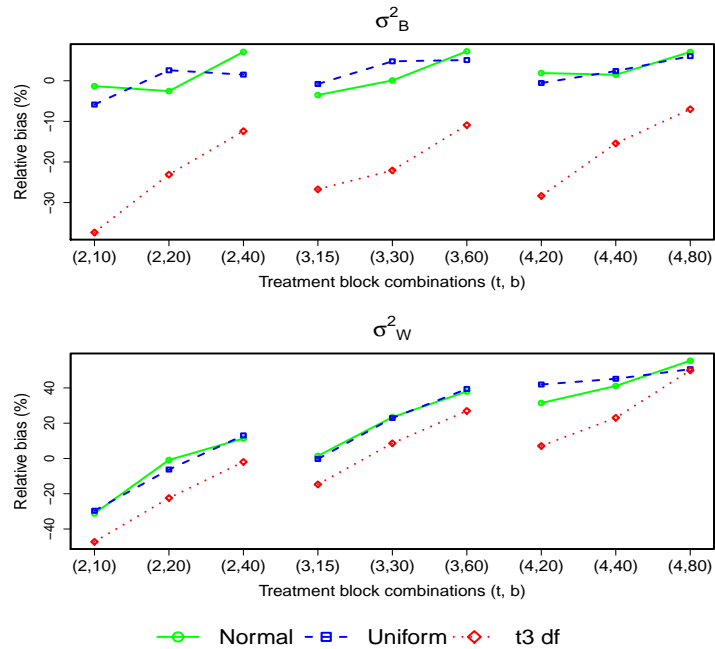 σ²_B
Relative bias (%)
0
−10
−20
−30
(2,10) (2,20) (2,40) (3,15) (3,30) (3,60) (4,20) (4,40) (4,80)
Treatment block combinations (t, b)
σ²_W
Relative bias (%)
40
20
0
−20
−40
(2,10) (2,20) (2,40) (3,15) (3,30) (3,60) (4,20) (4,40) (4,80)
Treatment block combinations (t, b)
Normal Uniform t3 df